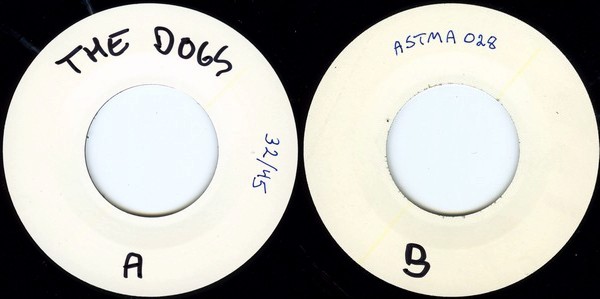 THE DOGS
32/45
A
ASTMA 028
B